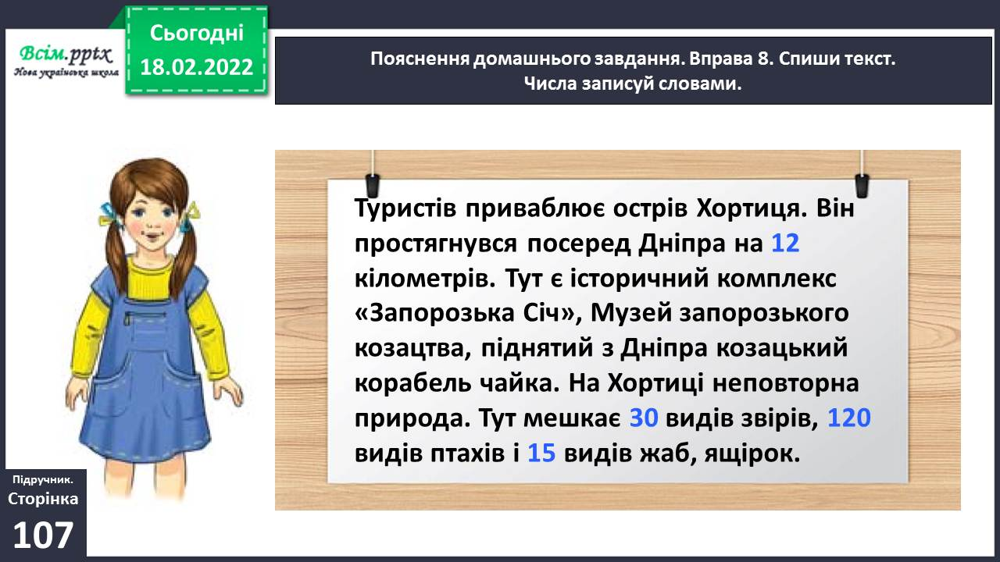 Всім.pptx
Нова українська школа
Сьогодні
18.02.2022
Пояснення домашнього завдання. Вправа 8. Спиши текст.
Числа записуй словами.
Туристів приваблює острів Хортиця. Він
простягнувся посеред Дніпра на 12
кілометрів. Тут є історичний комплекс
«Запорозька Січ», Музей запорозького
козацтва, піднятий з Дніпра козацький
корабель чайка. На Хортиці неповторна
природа. Тут мешкає 30 видів звірів, 120
видів птахів і 15 видів жаб, ящірок.
Підручник.
Сторінка
107